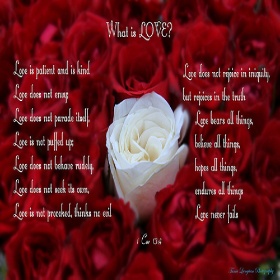 What is LOVE?
Love is patient and is kind
Love does not envy;
Love does not parade itself,
Love is not puffed up;
Love does not behave rudely,
Love does not seek its own,
Love is not provoked, thinks no evil
Love does not rejoice in iniquity,
but rejoices in the truth
Love bears all things,
believe all things,
hopes all things,
endures all things
Love never fails
1 Cor 13:4